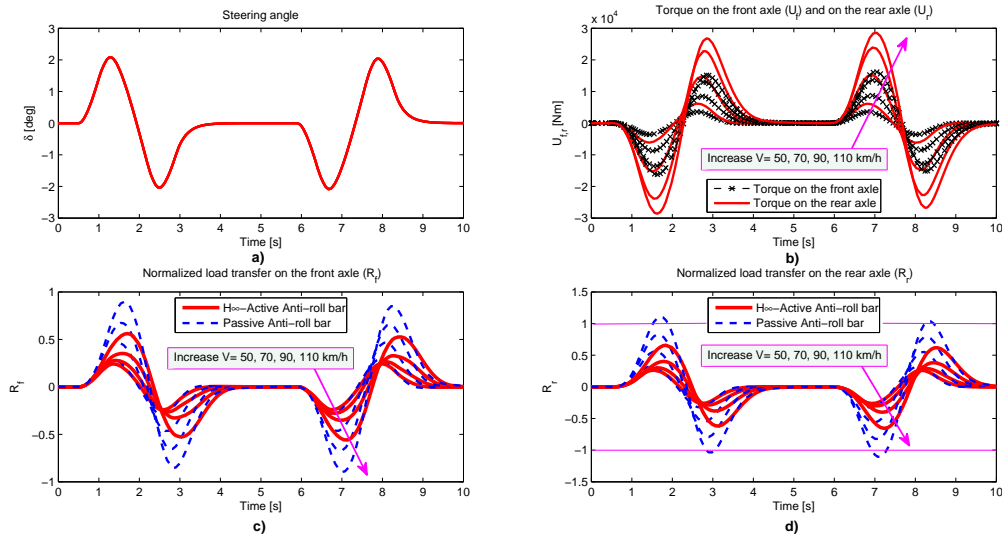 Steering angle
3
2
1
0
−1
−2
−3
δ [deg]
0 1 2 3 4 5 6 7 8 9 10
Time [s]
a)
x 10⁴
Torque on the front axle (U_f) and on the rear axle (U_r)
3
2
1
0
−1
−2
−3
U_f,r [Nm]
Increase V= 50, 70, 90, 110 km/h
Torque on the front axle
Torque on the rear axle
0 1 2 3 4 5 6 7 8 9 10
Time [s]
b)
Normalized load transfer on the front axle (R_f)
1
0.5
0
−0.5
−1
R_f
H∞−Active Anti−roll bar
Passive Anti−roll bar
Increase V= 50, 70, 90, 110 km/h
0 1 2 3 4 5 6 7 8 9 10
Time [s]
c)
Normalized load transfer on the rear axle (R_r)
1.5
1
0.5
0
−0.5
−1
−1.5
R_r
H∞−Active Anti−roll bar
Passive Anti−roll bar
Increase V= 50, 70, 90, 110 km/h
0 1 2 3 4 5 6 7 8 9 10
Time [s]
d)